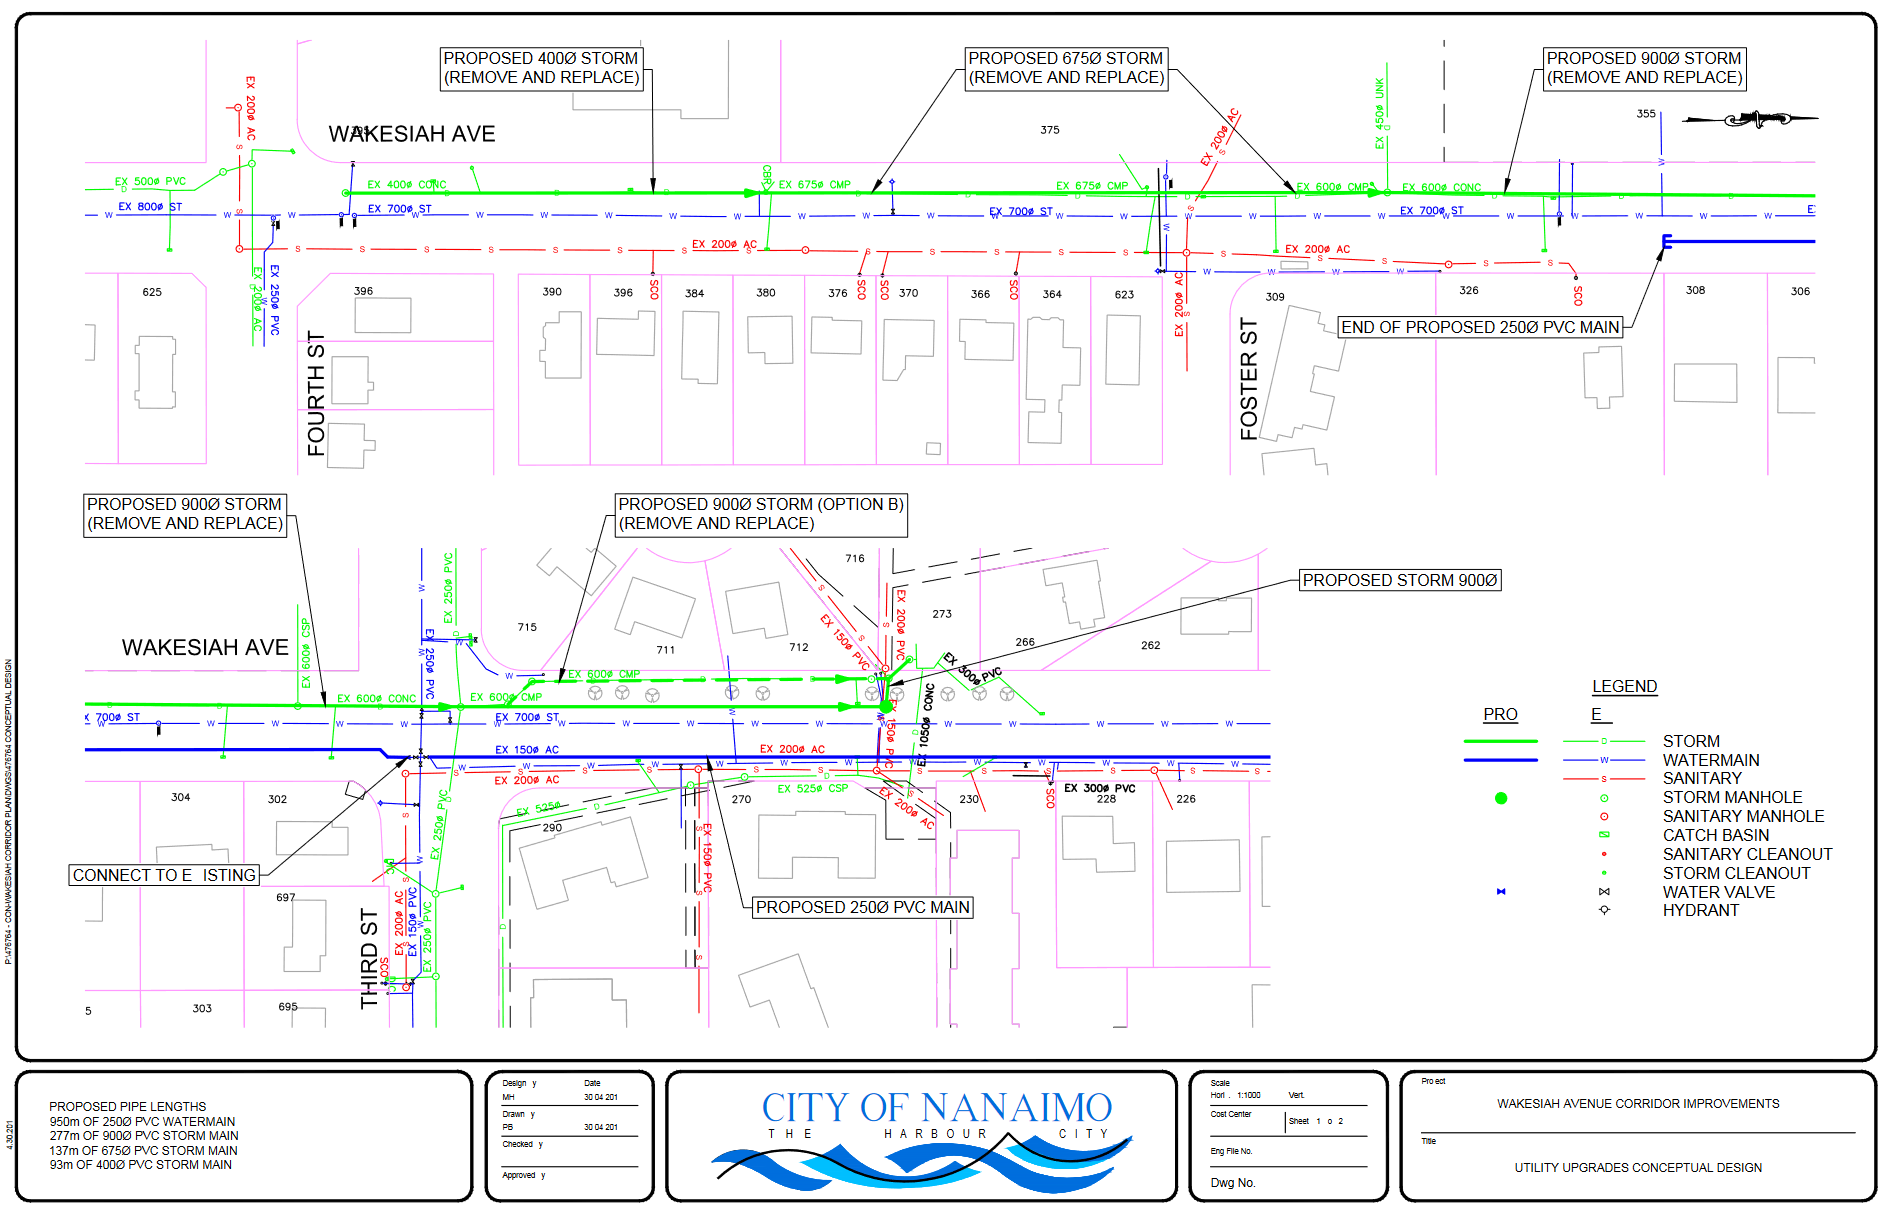 PROPOSED 400Ø STORM
(REMOVE AND REPLACE)
PROPOSED 675Ø STORM
(REMOVE AND REPLACE)
PROPOSED 900Ø STORM
(REMOVE AND REPLACE)
EX 200ø AC
WAKESIAH AVE
395
375
EX 200ø AC
EX 450ø UNK
355
EX 500ø PVC
EX 400ø CONC
CBR
EX 675ø CMP
EX 675ø CMP
EX 600ø CMP
EX 600ø CONC
EX 800ø ST
EX 700ø ST
EX 700ø ST
EX 700ø ST
EX 200ø AC
EX 200ø AC
EX 200ø AC
EX 250ø PVC
SCO
SCO
SCO
SCO
EX 200ø AC
SCO
625
396
390
396
384
380
376
370
366
364
623
309
326
308
306
END OF PROPOSED 250Ø PVC MAIN
FOURTH ST
FOSTER ST
PROPOSED 900Ø STORM
(REMOVE AND REPLACE)
PROPOSED 900Ø STORM (OPTION B)
(REMOVE AND REPLACE)
PROPOSED STORM 900Ø
WAKESIAH AVE
EX 600ø CSP
EX 250ø PVC
EX 250ø PVC
715
711
712
716
273
266
262
EX 150ø PVC
EX 200ø PVC
EX 300ø PVC
EX 600ø CONC
EX 600ø CMP
EX 600ø CMP
EX 700ø ST
EX 700ø ST
EX 150ø PVC
EX 1050ø CONC
EX 150ø AC
EX 200ø AC
EX 200ø AC
EX 525ø CSP
EX 525ø
EX 200ø AC
SCO
EX 300ø PVC
304
302
290
270
230
228
226
EX 250ø PVC
EX 150ø PVC
CONNECT TO E ISTING
697
PROPOSED 250Ø PVC MAIN
THIRD ST
EX 200ø AC
EX 150ø PVC
EX 250ø PVC
SCO
5
303
695
LEGEND
PRO
E
STORM
WATERMAIN
SANITARY
STORM MANHOLE
SANITARY MANHOLE
CATCH BASIN
SANITARY CLEANOUT
STORM CLEANOUT
WATER VALVE
HYDRANT
P:\476764 - CON-WAKESIAH CORRIDOR PLAN\DWGS\476764 CONCEPTUAL DESIGN
4.30.201
PROPOSED PIPE LENGTHS
950m OF 250Ø PVC WATERMAIN
277m OF 900Ø PVC STORM MAIN
137m OF 675Ø PVC STORM MAIN
93m OF 400Ø PVC STORM MAIN
Design y Date
MH 30 04 201
Drawn y
PB 30 04 201
Checked y
Approved y
CITY OF NANAIMO
THE HARBOUR CITY
Scale
Hori . 1:1000 Vert.
Cost Center
Sheet 1 o 2
Eng File No.
Dwg No.
Pro ect
WAKESIAH AVENUE CORRIDOR IMPROVEMENTS
Title
UTILITY UPGRADES CONCEPTUAL DESIGN